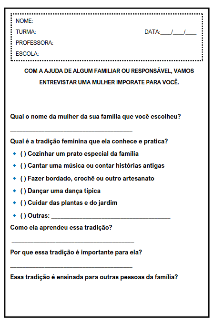 NOME:
TURMA: DATA:___/___/___
PROFESSORA:
ESCOLA:
COM A AJUDA DE ALGUM FAMILIAR OU RESPONSÁVEL, VAMOS
ENTREVISTAR UMA MULHER IMPORATE PARA VOCÊ.
Qual o nome da mulher da sua família que você escolheu?
Qual é a tradição feminina que ela conhece e pratica?
( ) Cozinhar um prato especial da família
( ) Cantar uma música ou contar histórias antigas
( ) Fazer bordado, crochê ou outro artesanato
( ) Dançar uma dança típica
( ) Cuidar das plantas e do jardim
( ) Outras: ____________________
Como ela aprendeu essa tradição?
Por que essa tradição é importante para ela?
Essa tradição é ensinada para outras pessoas da família?